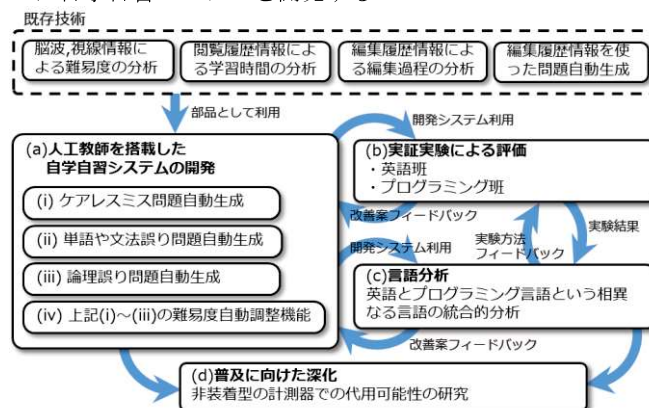 既存技術
脳波,視線情報に
よる難易度の分析
閲覧履歴情報によ
る学習時間の分析
編集履歴情報によ
る編集過程の分析
編集履歴情報を使
った問題自動生成
部品として利用
(a)人工教師を搭載した
自学自習システムの開発
(i) ケアレスミス問題自動生成
(ii) 単語や文法誤り問題自動生成
(iii) 論理誤り問題自動生成
(iv) 上記(i)～(iii)の難易度自動調整機能
開発システム利用
(b)実証実験による評価
・英語班
・プログラミング班
改善案フィードバック
開発システム利用
実験方法
フィードバック
実験結果
(c)言語分析
英語とプログラミング言語という相異
なる言語の統合的分析
改善案フィードバック
(d)普及に向けた深化
非装着型の計測器での代用可能性の研究